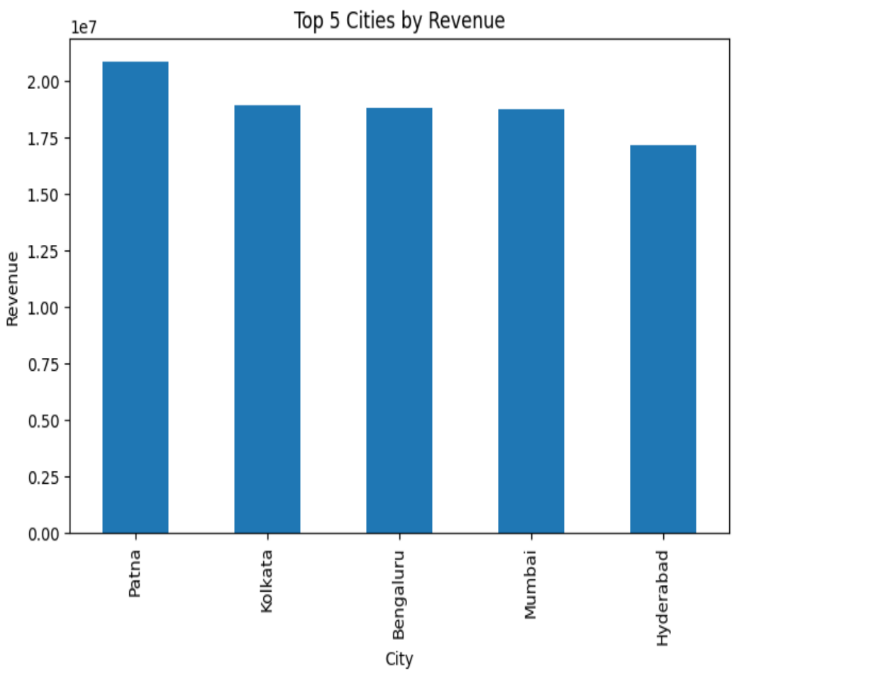 Top 5 Cities by Revenue
1e7
2.00
1.75
1.50
1.25
1.00
0.75
0.50
0.25
0.00
Revenue
Patna
Kolkata
Bengaluru
Mumbai
Hyderabad
City